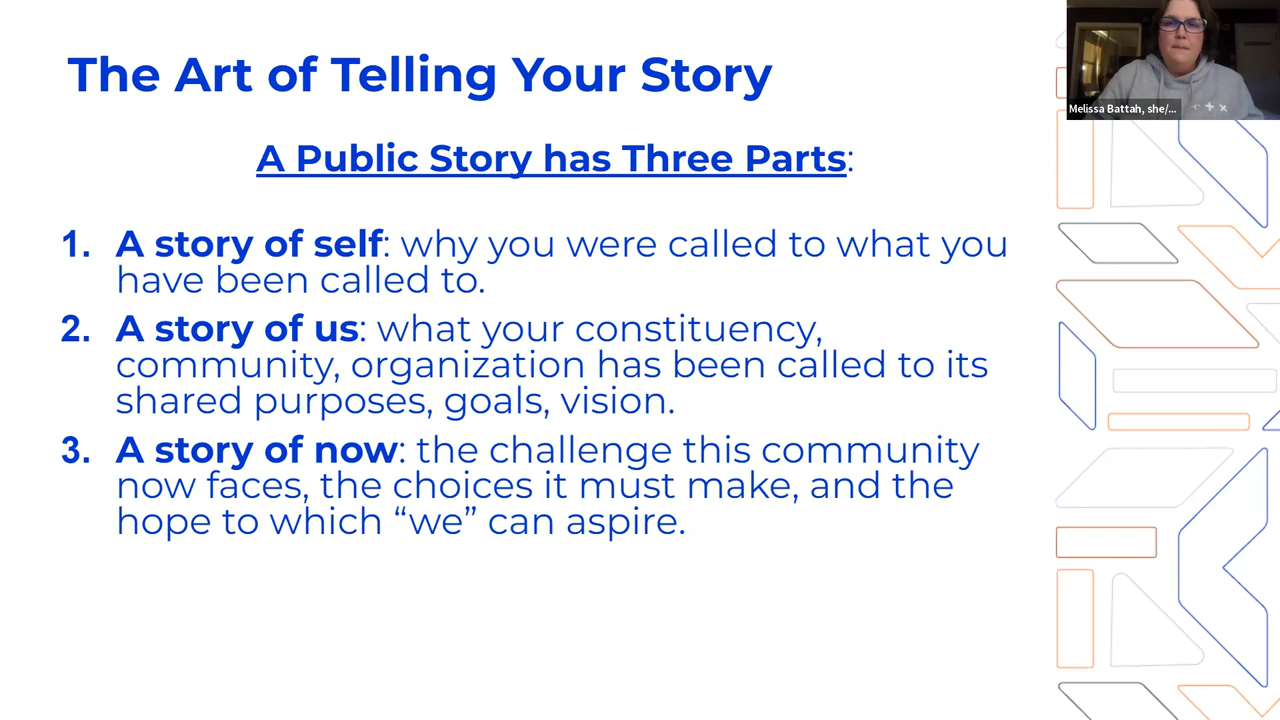 The Art of Telling Your Story
Melissa Battah, she/...
A Public Story has Three Parts:
1. A story of self: why you were called to what you
have been called to.
2. A story of us: what your constituency,
community, organization has been called to its
shared purposes, goals, vision.
3. A story of now: the challenge this community
now faces, the choices it must make, and the
hope to which “we” can aspire.